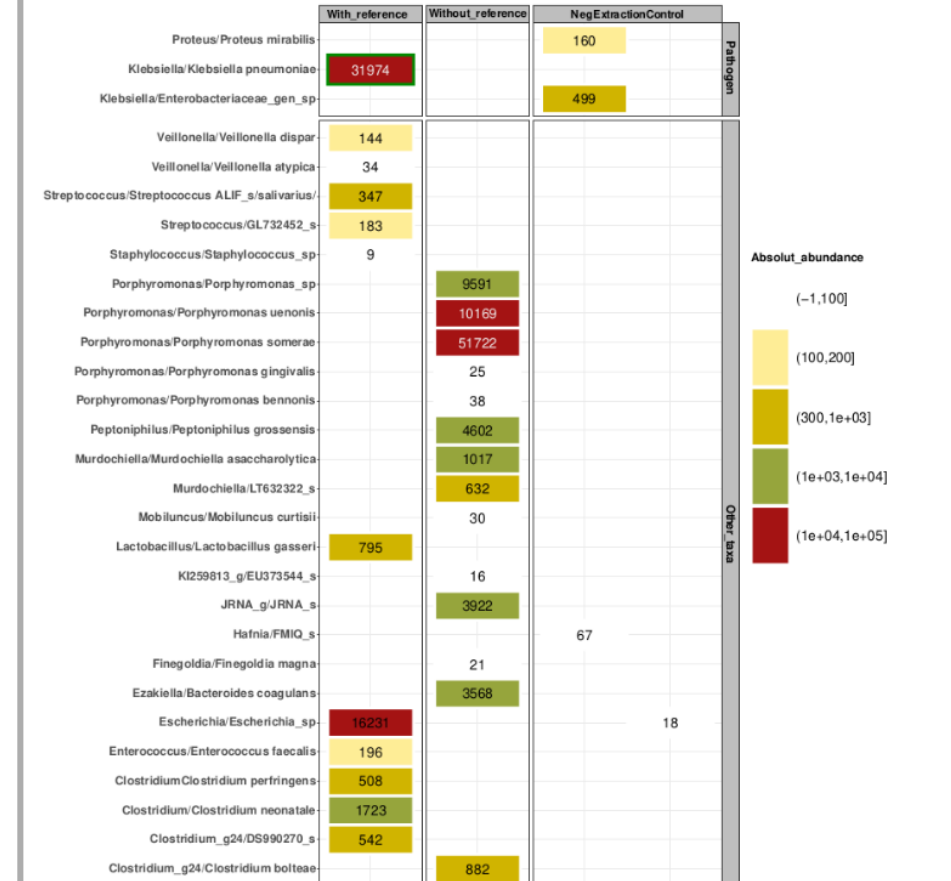 With_reference Without_reference NegExtractionControl
Proteus/Proteus mirabilis 160
Klebsiella/Klebsiella pneumoniae 31974
Klebsiella/Enterobacteriaceae_gen_sp 499
Pathogen
Veillonella/Veillonella dispar 144
Veillonella/Veillonella atypica 34
Streptococcus/Streptococcus ALIF_s/salivarius/ 347
Streptococcus/GL732452_s 183
Staphylococcus/Staphylococcus_sp 9
Porphyromonas/Porphyromonas_sp 9591
Porphyromonas/Porphyromonas uenonis 10169
Porphyromonas/Porphyromonas somerae 51722
Porphyromonas/Porphyromonas gingivalis 25
Porphyromonas/Porphyromonas bennonis 38
Peptoniphilus/Peptoniphilus grossensis 4602
Murdochiella/Murdochiella asaccharolytica 1017
Murdochiella/LT632322_s 632
Mobiluncus/Mobiluncus curtisii 30
Lactobacillus/Lactobacillus gasseri 795
KI259813_g/EU373544_s 16
JRNA_g/JRNA_s 3922
Hafnia/FMIQ_s 67
Finegoldia/Finegoldia magna 21
Ezakiella/Bacteroides coagulans 3568
Escherichia/Escherichia_sp 16231 18
Enterococcus/Enterococcus faecalis 196
ClostridiumClostridium perfringens 508
Clostridium/Clostridium neonatale 1723
Clostridium_g24/DS990270_s 542
Clostridium_g24/Clostridium bolteae 882
Other_taxa
Absolut_abundance
(−1,100]
(100,200]
(300,1e+03]
(1e+03,1e+04]
(1e+04,1e+05]